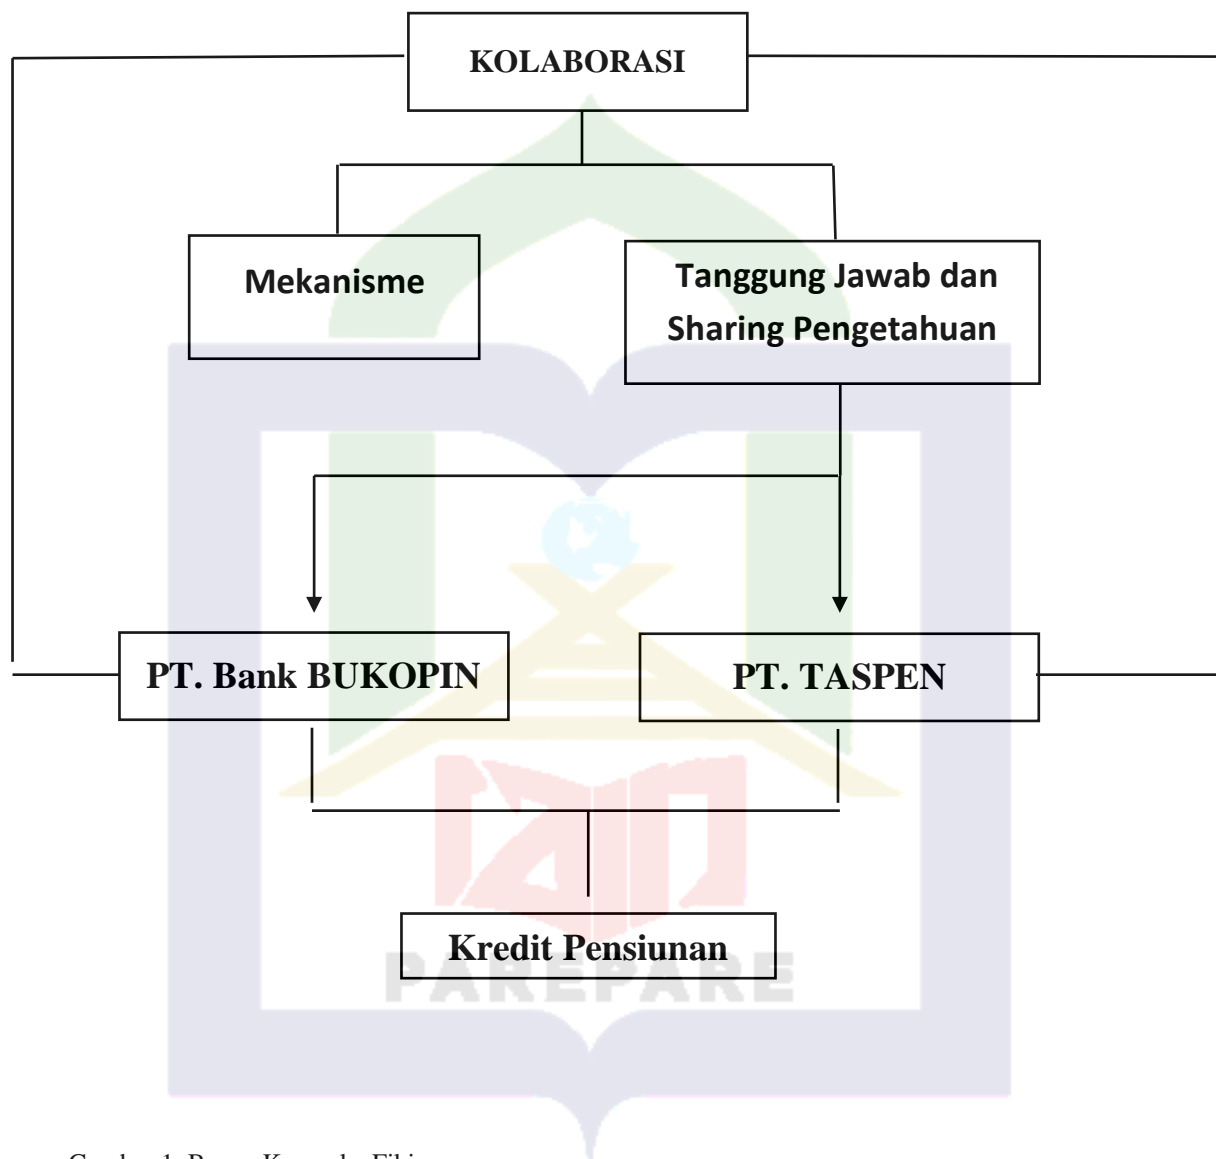 KOLABORASI
Mekanisme
Tanggung Jawab dan
Sharing Pengetahuan
PT. Bank BUKOPIN
PT. TASPEN
Kredit Pensiunan
PAREPARE